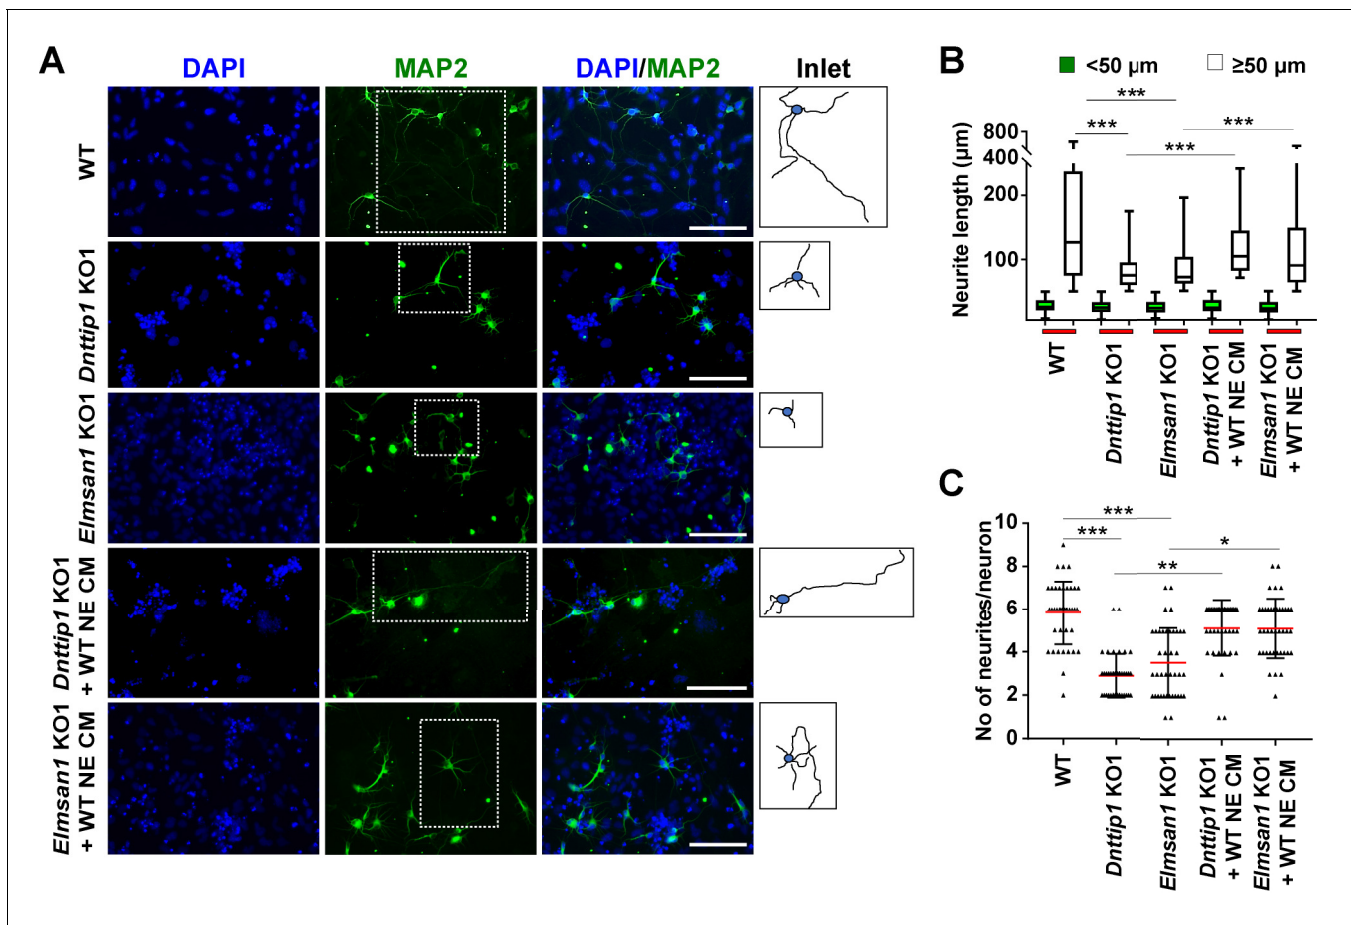 A
DAPI
MAP2
DAPI/MAP2
Inlet
WT
Dnttip1 KO1
Elmsan1 KO1
Dnttip1 KO1
+ WT NE CM
Elmsan1 KO1
+ WT NE CM
B
<50 µm
≥50 µm
Neurite length (µm)
800
400
200
100
***
***
***
***
WT
Dnttip1 KO1
Elmsan1 KO1
Dnttip1 KO1
+ WT NE CM
Elmsan1 KO1
+ WT NE CM
C
No of neurites/neuron
10
8
6
4
2
0
***
***
*
**
WT
Dnttip1 KO1
Elmsan1 KO1
Dnttip1 KO1
+ WT NE CM
Elmsan1 KO1
+ WT NE CM